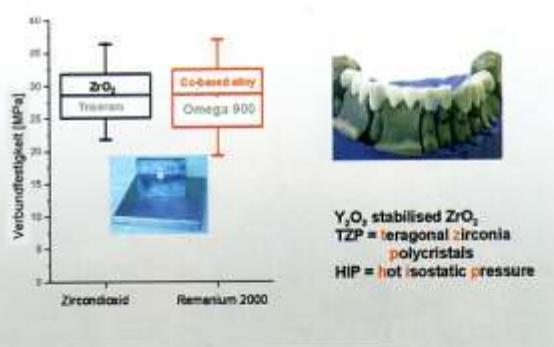 Verbundfestigkeit [MPa]
40
35
30
25
20
15
10
5
0
ZrO₂
Triceram
Co-based alloy
Omega 900
Zircondioxid
Remanium 2000
Y₂O₃ stabilised ZrO₂
TZP = teragonal zirconia
polycristals
HIP = hot isostatic pressure